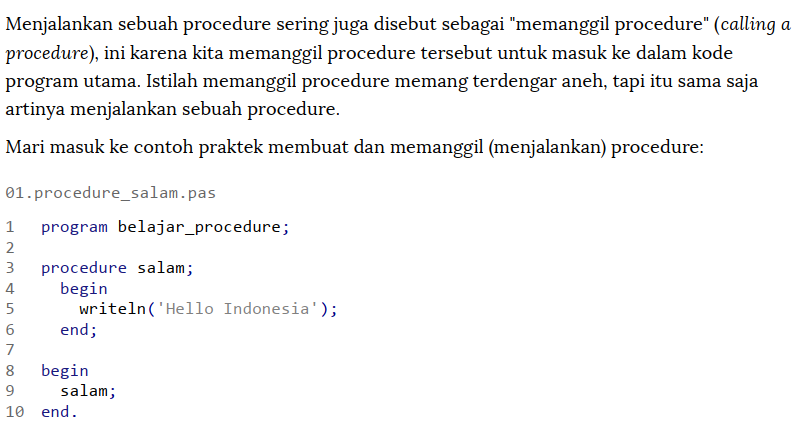 Menjalankan sebuah procedure sering juga disebut sebagai "memanggil procedure" (calling a
procedure), ini karena kita memanggil procedure tersebut untuk masuk ke dalam kode
program utama. Istilah memanggil procedure memang terdengar aneh, tapi itu sama saja
artinya menjalankan sebuah procedure.
Mari masuk ke contoh praktek membuat dan memanggil (menjalankan) procedure:
01.procedure_salam.pas
1 program belajar_procedure;
2
3 procedure salam;
4 begin
5 writeln('Hello Indonesia');
6 end;
7
8 begin
9 salam;
10 end.